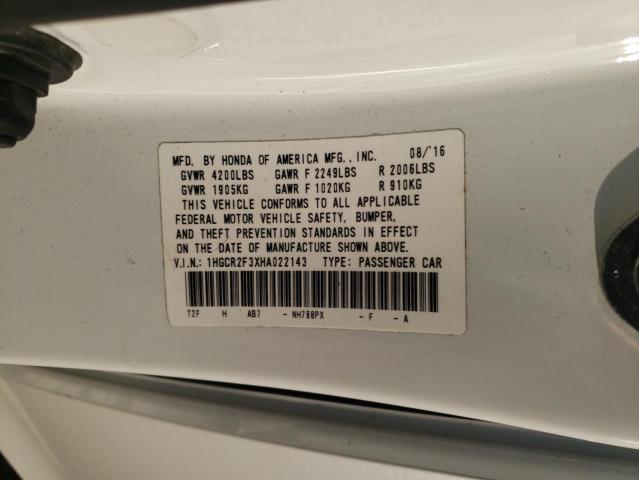 MFD. BY HONDA OF AMERICA MFG., INC. 08/'16
GVWR 4200LBS GAWR F 2249LBS R 2006LBS
GVWR 1905KG GAWR F 1020KG R 910KG
THIS VEHICLE CONFORMS TO ALL APPLICABLE
FEDERAL MOTOR VEHICLE SAFETY, BUMPER,
AND THEFT PREVENTION STANDARDS IN EFFECT
ON THE DATE OF MANUFACTURE SHOWN ABOVE.
V.I.N.: 1HGCR2F3XHA022143 TYPE: PASSENGER CAR
T2F H AB7 - NH788PX - F - A